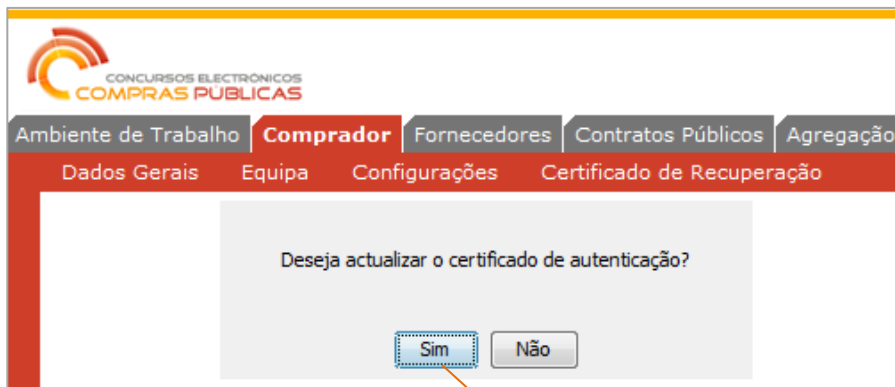 CONCURSOS ELECTRÓNICOS
COMPRAS PÚBLICAS
Ambiente de Trabalho Comprador Fornecedores Contratos Públicos Agregação
Dados Gerais Equipa Configurações Certificado de Recuperação
Deseja actualizar o certificado de autenticação?
Sim Não